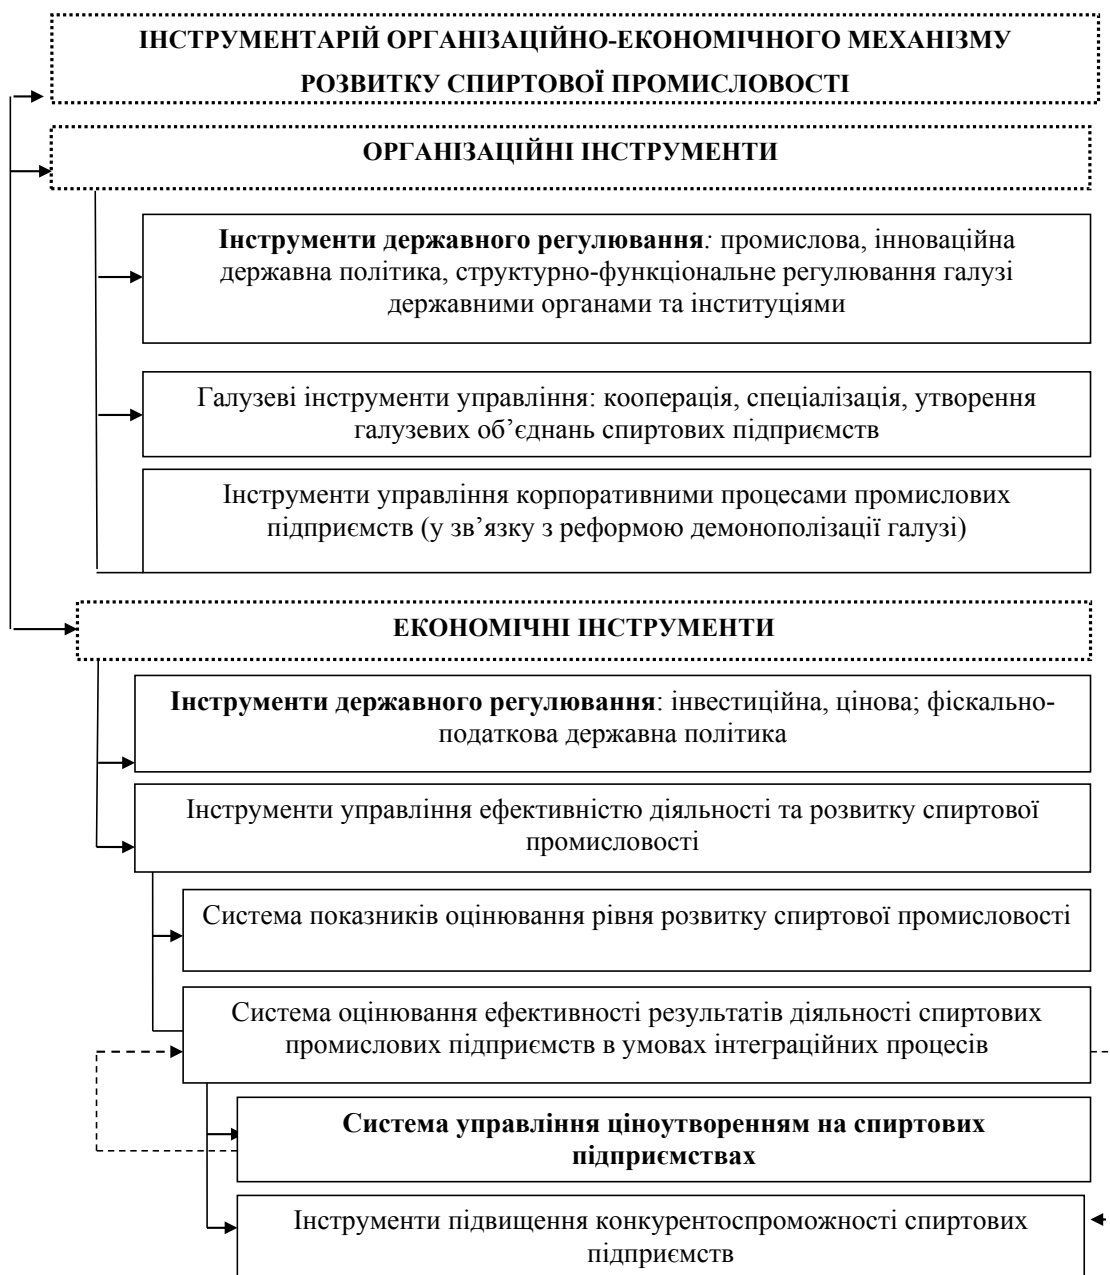 ІНСТРУМЕНТАРІЙ ОРГАНІЗАЦІЙНО-ЕКОНОМІЧНОГО МЕХАНІЗМУ
РОЗВИТКУ СПИРТОВОЇ ПРОМИСЛОВОСТІ
ОРГАНІЗАЦІЙНІ ІНСТРУМЕНТИ
Інструменти державного регулювання: промислова, інноваційна
державна політика, структурно-функціональне регулювання галузі
державними органами та інституціями
Галузеві інструменти управління: кооперація, спеціалізація, утворення
галузевих об’єднань спиртових підприємств
Інструменти управління корпоративними процесами промислових
підприємств (у зв’язку з реформою демонополізації галузі)
ЕКОНОМІЧНІ ІНСТРУМЕНТИ
Інструменти державного регулювання: інвестиційна, цінова; фіскально-
податкова державна політика
Інструменти управління ефективністю діяльності та розвитку спиртової
промисловості
Система показників оцінювання рівня розвитку спиртової промисловості
Система оцінювання ефективності результатів діяльності спиртових
промислових підприємств в умовах інтеграційних процесів
Система управління ціноутворенням на спиртових
підприємствах
Інструменти підвищення конкурентоспроможності спиртових
підприємств